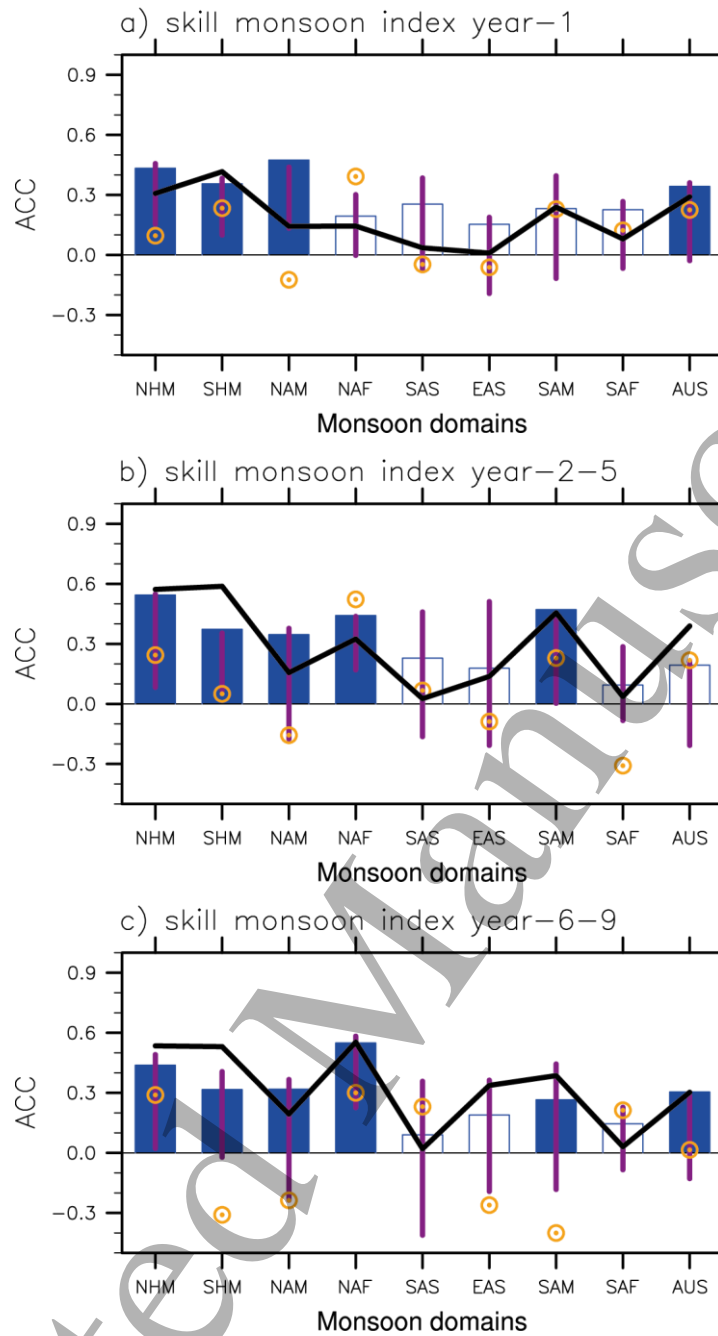 a) skill monsoon index year-1
0.9
0.6
0.3
0.0
-0.3
ACC
NHM SHM NAM NAF SAS EAS SAM SAF AUS
Monsoon domains
b) skill monsoon index year-2-5
0.9
0.6
0.3
0.0
-0.3
ACC
NHM SHM NAM NAF SAS EAS SAM SAF AUS
Monsoon domains
c) skill monsoon index year-6-9
0.9
0.6
0.3
0.0
-0.3
ACC
NHM SHM NAM NAF SAS EAS SAM SAF AUS
Monsoon domains
ted Manusc